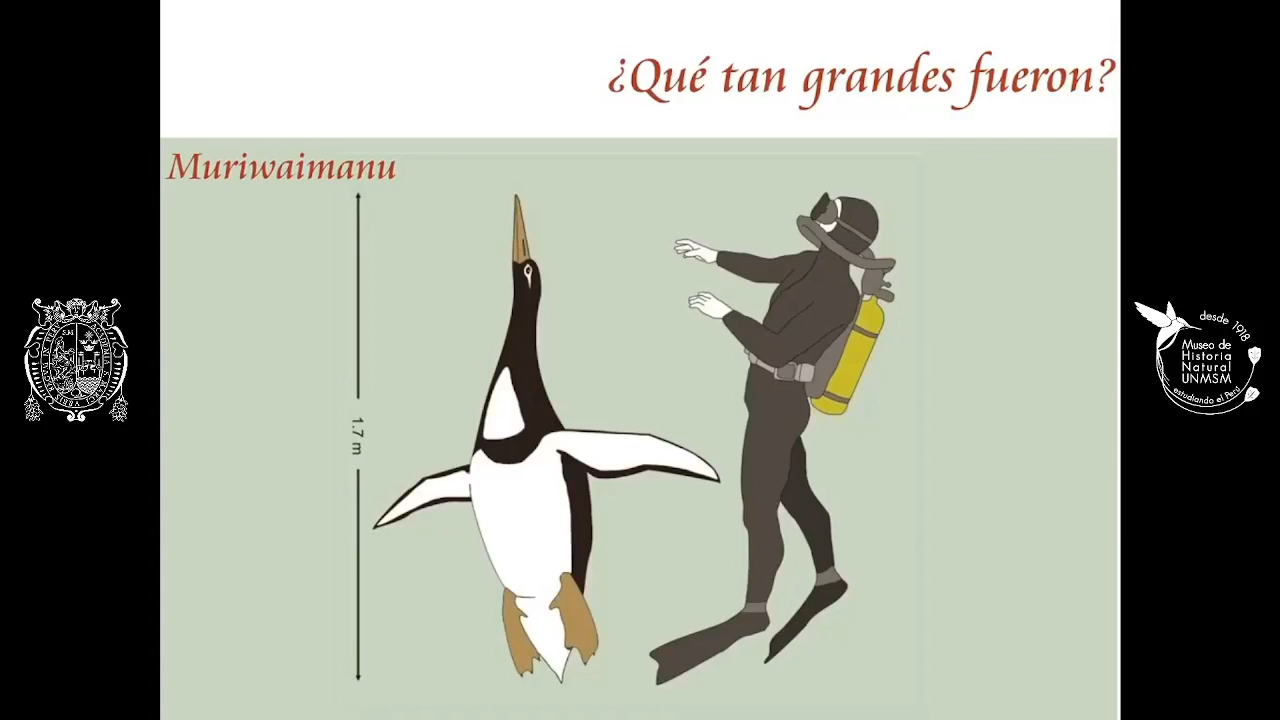 ¿Qué tan grandes fueron?
Muriwaimanu
1.7 m
desde 1918
Museo de
Historia
Natural
UNMSM
estudiando el Perú